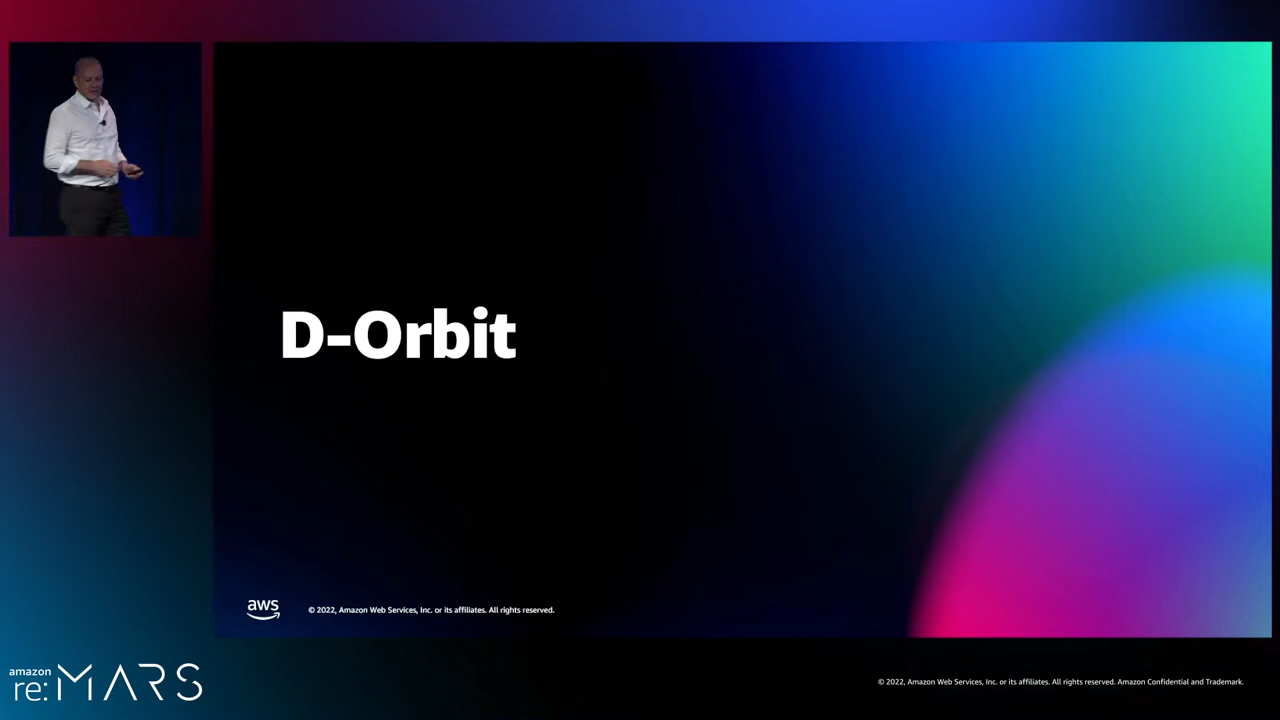 D-Orbit
aws
© 2022, Amazon Web Services, Inc. or its affiliates. All rights reserved.
amazon
re:MARS
© 2022, Amazon Web Services, Inc. or its affiliates. All rights reserved. Amazon Confidential and Trademark.